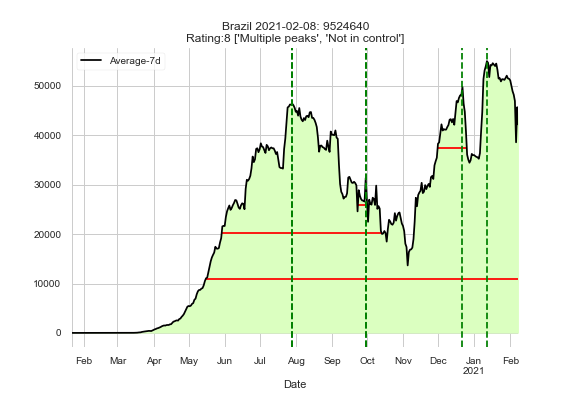 Brazil 2021-02-08: 9524640
Rating:8 ['Multiple peaks', 'Not in control']
Average-7d
50000
40000
30000
20000
10000
0
Feb Mar Apr May Jun Jul Aug Sep Oct Nov Dec Jan Feb
2021
Date